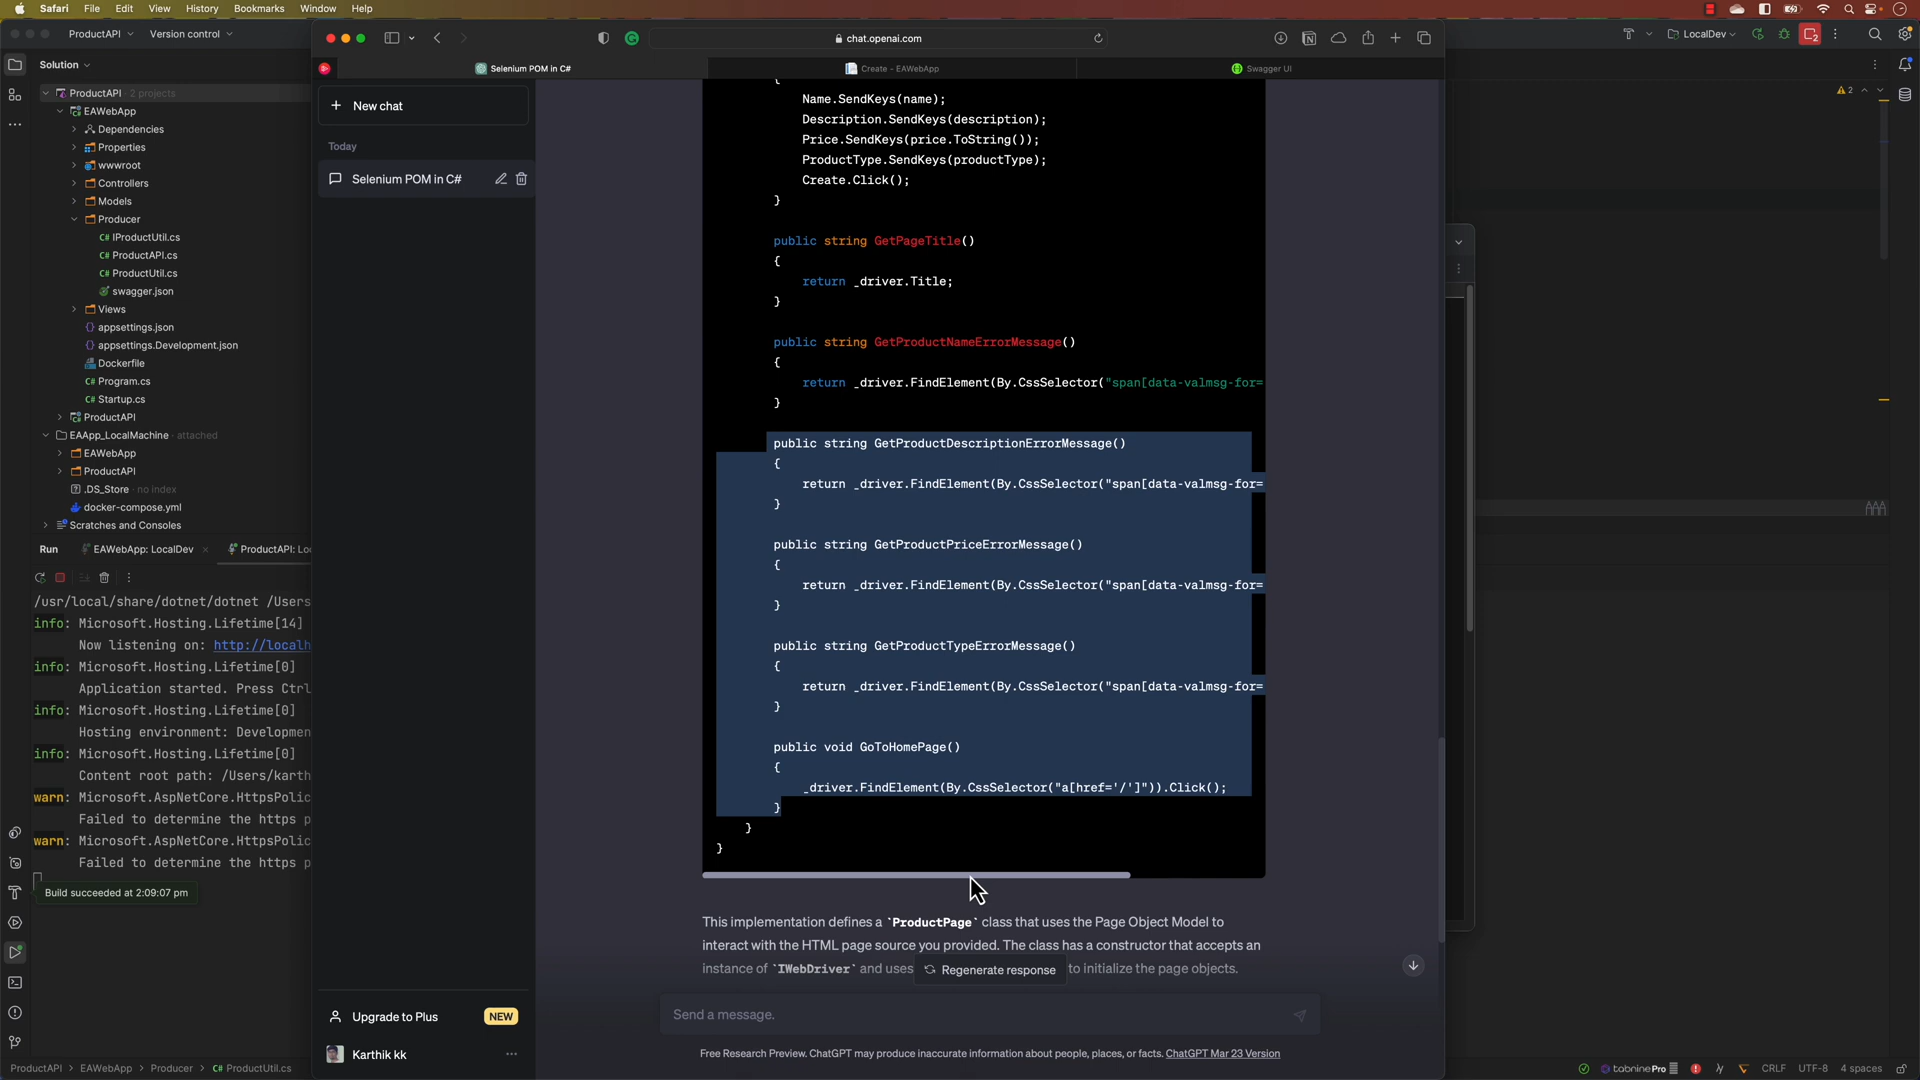 Safari File Edit View History Bookmarks Window Help
ProductAPI Version control
LocalDev
2
chat.openai.com
Solution
Selenium POM in C#
Create - EAWebApp
Swagger UI
ProductAPI · 2 projects
EAWebApp
Dependencies
Properties
wwwroot
Controllers
Models
Producer
C# IProductUtil.cs
C# ProductAPI.cs
C# ProductUtil.cs
swagger.json
Views
{} appsettings.json
{} appsettings.Development.json
Dockerfile
C# Program.cs
C# Startup.cs
ProductAPI
EAApp_LocalMachine · attached
EAWebApp
ProductAPI
.DS_Store · no index
docker-compose.yml
Scratches and Consoles
Run EAWebApp: LocalDev × ProductAPI: Loc
/usr/local/share/dotnet/dotnet /Users
info: Microsoft.Hosting.Lifetime[14]
Now listening on: http://localh
info: Microsoft.Hosting.Lifetime[0]
Application started. Press Ctrl
info: Microsoft.Hosting.Lifetime[0]
Hosting environment: Developmen
info: Microsoft.Hosting.Lifetime[0]
Content root path: /Users/karth
warn: Microsoft.AspNetCore.HttpsPolic
Failed to determine the https p
warn: Microsoft.AspNetCore.HttpsPolic
Failed to determine the https p
Build succeeded at 2:09:07 pm
ProductAPI > EAWebApp > Producer > C# ProductUtil.cs
+ New chat
Today
Selenium POM in C#
Upgrade to Plus NEW
Karthik kk
{
Name.SendKeys(name);
Description.SendKeys(description);
Price.SendKeys(price.ToString());
ProductType.SendKeys(productType);
Create.Click();
}
public string GetPageTitle()
{
return _driver.Title;
}
public string GetProductNameErrorMessage()
{
return _driver.FindElement(By.CssSelector("span[data-valmsg-for=
}
public string GetProductDescriptionErrorMessage()
{
return _driver.FindElement(By.CssSelector("span[data-valmsg-for=
}
public string GetProductPriceErrorMessage()
{
return _driver.FindElement(By.CssSelector("span[data-valmsg-for=
}
public string GetProductTypeErrorMessage()
{
return _driver.FindElement(By.CssSelector("span[data-valmsg-for=
}
public void GoToHomePage()
{
_driver.FindElement(By.CssSelector("a[href='/']")).Click();
}
}
}
This implementation defines a `ProductPage` class that uses the Page Object Model to
interact with the HTML page source you provided. The class has a constructor that accepts an
instance of `IWebDriver` and uses to initialize the page objects.
Regenerate response
Send a message.
Free Research Preview. ChatGPT may produce inaccurate information about people, places, or facts. ChatGPT Mar 23 Version
2
tabninePro CRLF UTF-8 4 spaces